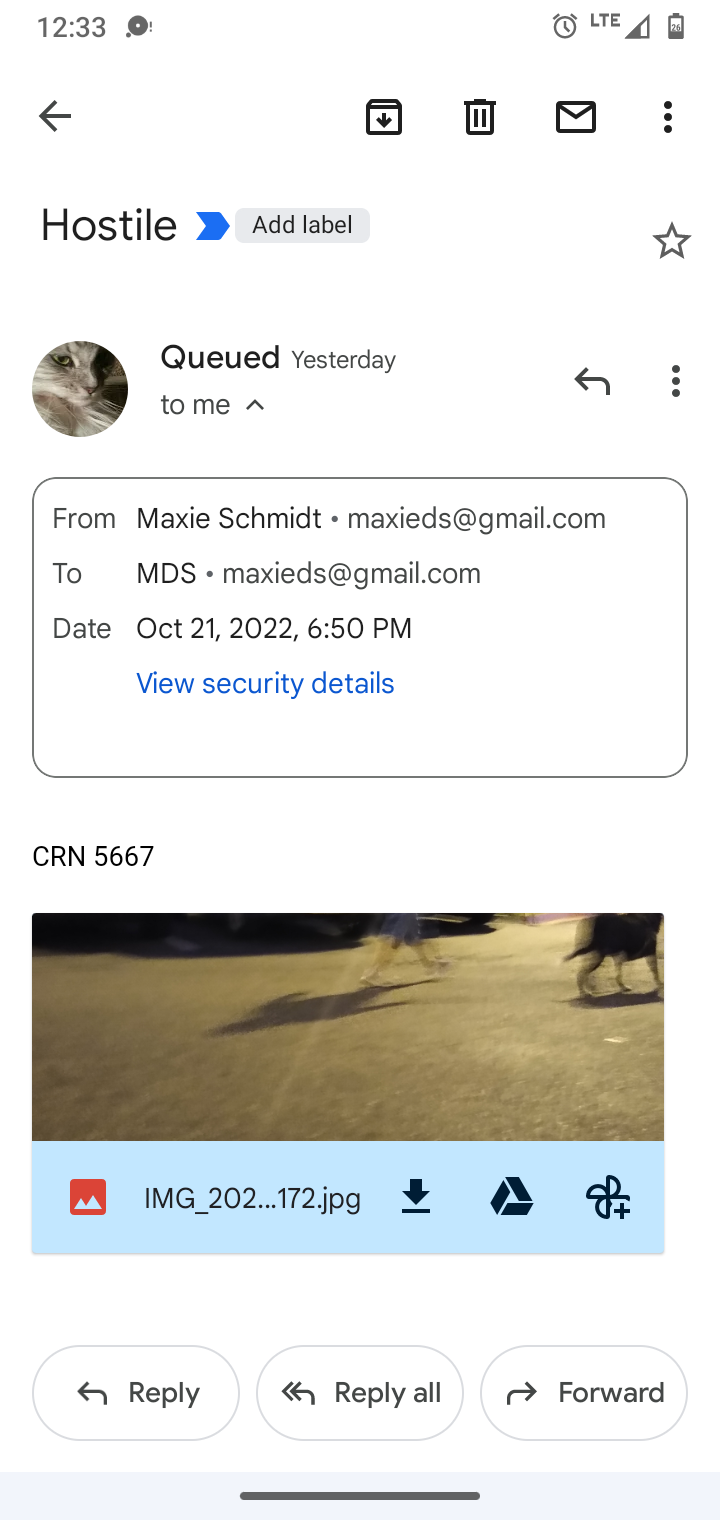 12:33 LTE 26
Hostile Add label
Queued Yesterday
to me
From Maxie Schmidt • maxieds@gmail.com
To MDS • maxieds@gmail.com
Date Oct 21, 2022, 6:50 PM
View security details
CRN 5667
IMG_202...172.jpg
Reply Reply all Forward